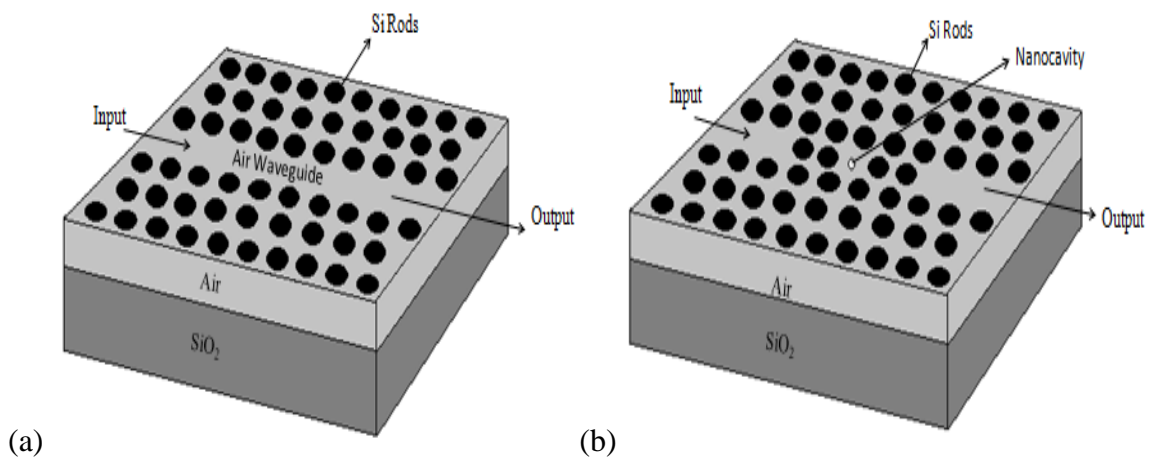 Si Rods
Input
Air Waveguide
Output
Air
SiO₂
(a)
Si Rods
Nanocavity
Input
Output
Air
SiO₂
(b)